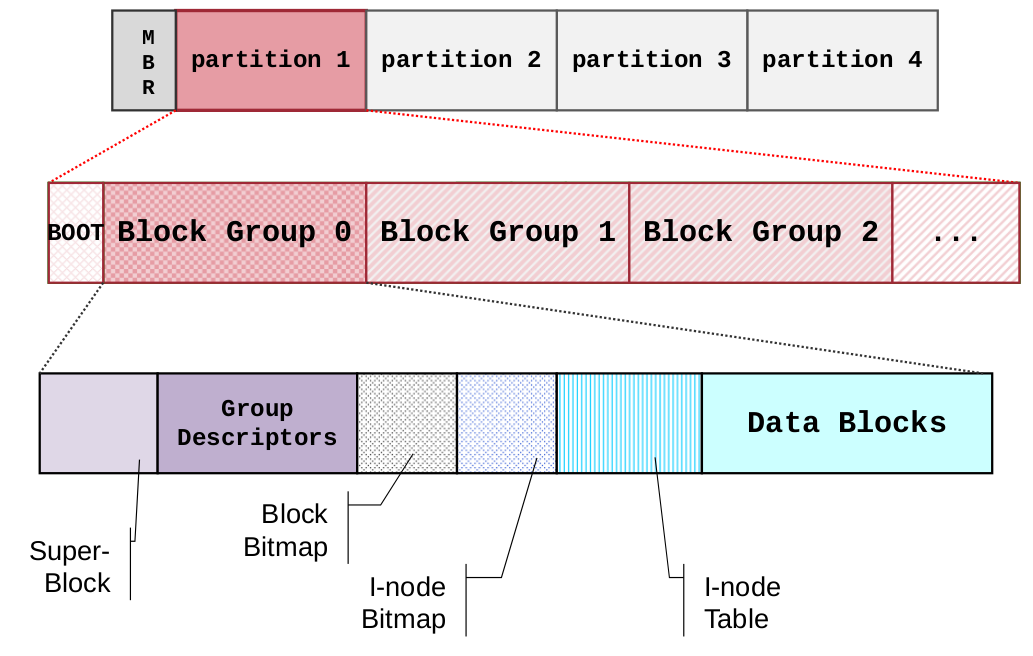 M
B
R
partition 1
partition 2
partition 3
partition 4
BOOT
Block Group 0
Block Group 1
Block Group 2
...
Group
Descriptors
Data Blocks
Super-
Block
Block
Bitmap
I-node
Bitmap
I-node
Table